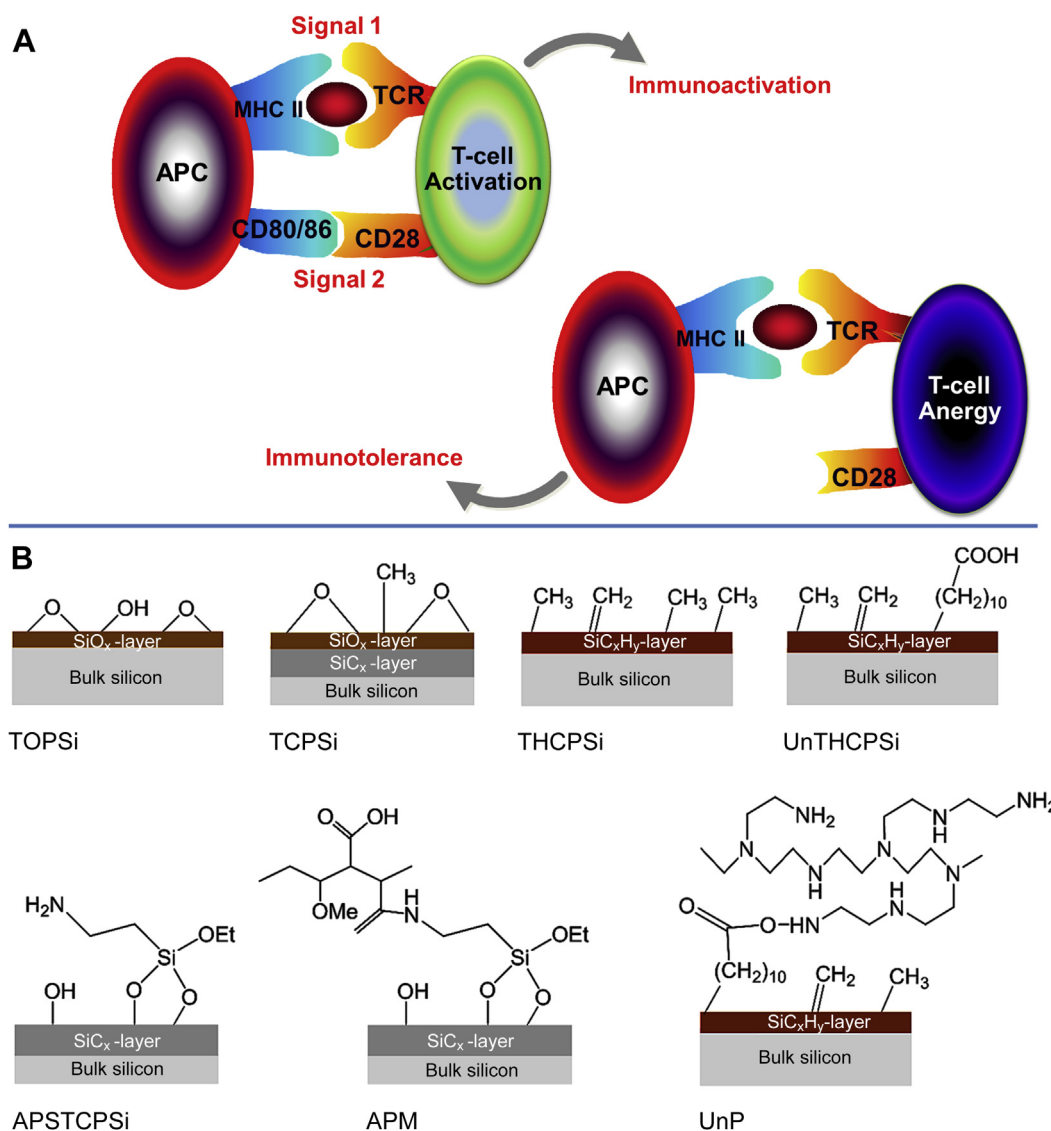 A
Signal 1
MHC II
TCR
APC
T-cell
Activation
Immunoactivation
CD80/86
CD28
Signal 2
MHC II
TCR
APC
T-cell
Anergy
Immunotolerance
CD28
B
O
OH
O
SiOₓ-layer
Bulk silicon
TOPSi
O
CH₃
O
SiOₓ-layer
SiCₓ-layer
Bulk silicon
TCPSi
CH₃
CH₂
CH₃
CH₃
SiCₓHᵧ-layer
Bulk silicon
THCPSi
CH₃
CH₂
COOH
(CH₂)₁₀
SiCₓHᵧ-layer
Bulk silicon
UnTHCPSi
H₂N
Si
OEt
OH
O
O
SiCₓ-layer
Bulk silicon
APSTCPSi
O
OH
OMe
H
N
Si
OEt
OH
O
O
SiCₓ-layer
Bulk silicon
APM
NH₂
N
H
NH₂
N
N
H
N
N
O
O
HN
H
N
(CH₂)₁₀
CH₂
CH₃
SiCₓHᵧ-layer
Bulk silicon
UnP